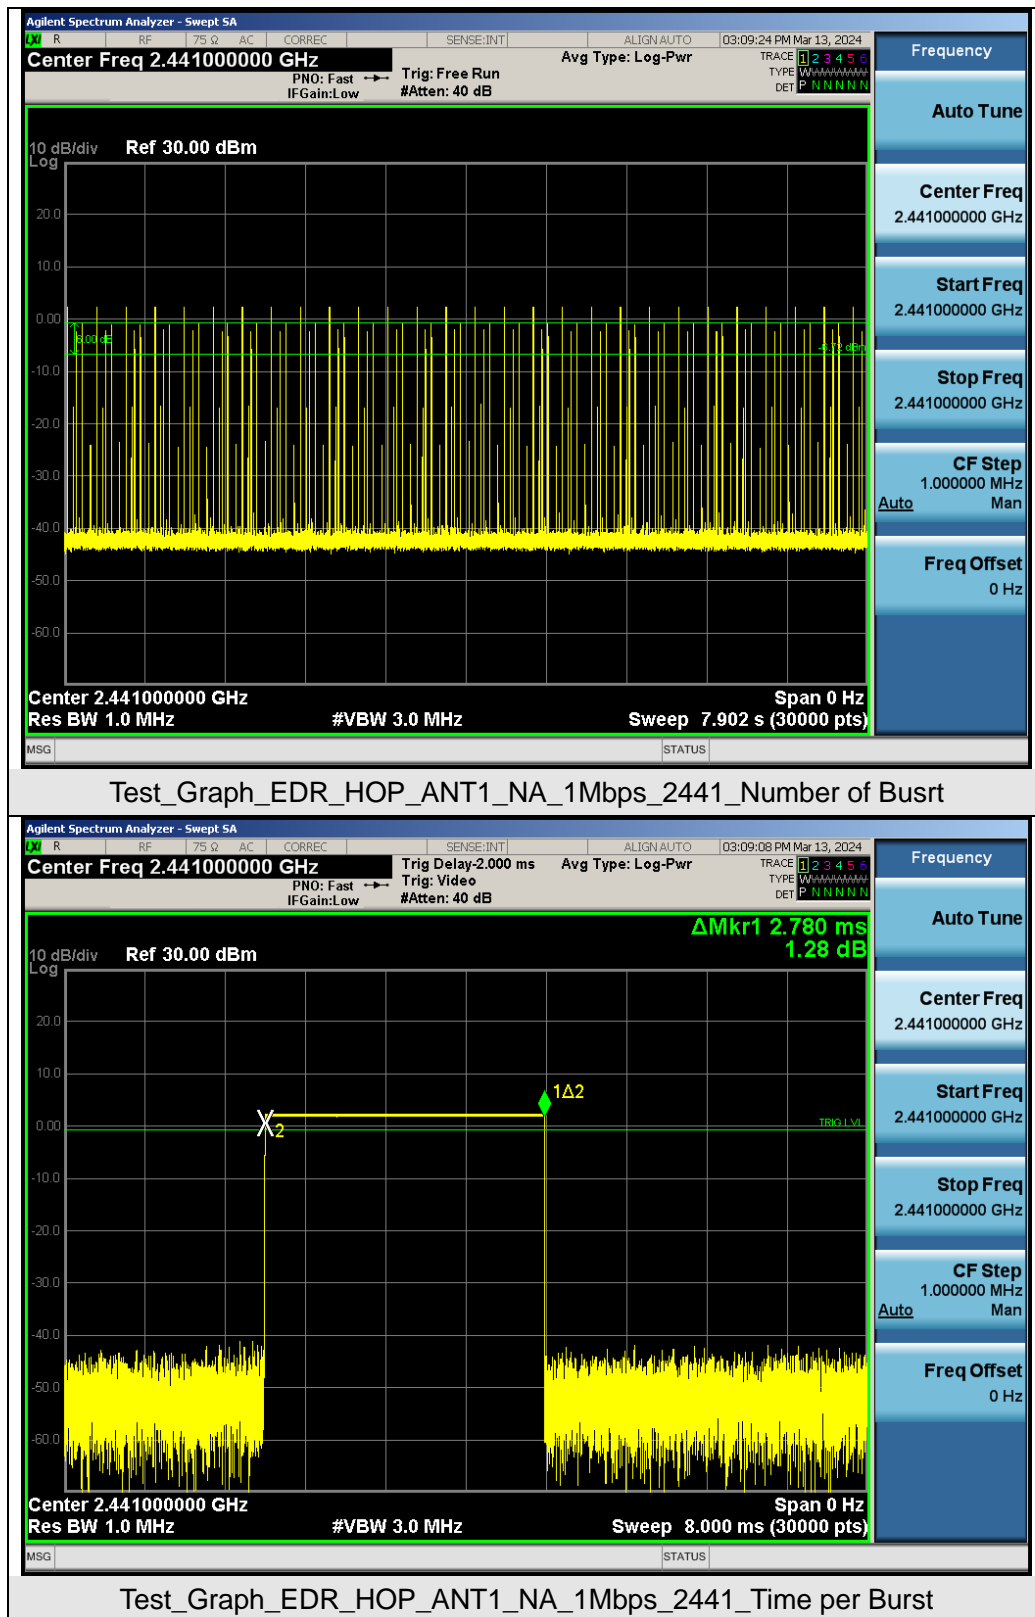 Agilent Spectrum Analyzer - Swept SA
LXI R RF 75 Ω AC CORREC SENSE:INT ALIGN AUTO 03:09:24 PM Mar 13, 2024
Center Freq 2.441000000 GHz
PNO: Fast
IFGain:Low
Trig: Free Run
#Atten: 40 dB
Avg Type: Log-Pwr
TRACE 1 2 3 4 5 6
TYPE W
DET P N N N N N
Frequency
10 dB/div Ref 30.00 dBm
Log
20.0
10.0
0.00
6.00 dB
-6.72 dBm
-10.0
-20.0
-30.0
-40.0
-50.0
-60.0
Center 2.441000000 GHz Span 0 Hz
Res BW 1.0 MHz #VBW 3.0 MHz Sweep 7.902 s (30000 pts)
MSG STATUS
Auto Tune
Center Freq
2.441000000 GHz
Start Freq
2.441000000 GHz
Stop Freq
2.441000000 GHz
CF Step
1.000000 MHz
Auto Man
Freq Offset
0 Hz
Test_Graph_EDR_HOP_ANT1_NA_1Mbps_2441_Number of Busrt
Agilent Spectrum Analyzer - Swept SA
LXI R RF 75 Ω AC CORREC SENSE:INT ALIGN AUTO 03:09:08 PM Mar 13, 2024
Center Freq 2.441000000 GHz
PNO: Fast
IFGain:Low
Trig Delay-2.000 ms
Trig: Video
#Atten: 40 dB
Avg Type: Log-Pwr
TRACE 1 2 3 4 5 6
TYPE W
DET P N N N N N
Frequency
ΔMkr1 2.780 ms
1.28 dB
10 dB/div Ref 30.00 dBm
Log
20.0
10.0
1Δ2
0.00
2
TRIG LVL
-10.0
-20.0
-30.0
-40.0
-50.0
-60.0
Center 2.441000000 GHz Span 0 Hz
Res BW 1.0 MHz #VBW 3.0 MHz Sweep 8.000 ms (30000 pts)
MSG STATUS
Auto Tune
Center Freq
2.441000000 GHz
Start Freq
2.441000000 GHz
Stop Freq
2.441000000 GHz
CF Step
1.000000 MHz
Auto Man
Freq Offset
0 Hz
Test_Graph_EDR_HOP_ANT1_NA_1Mbps_2441_Time per Burst